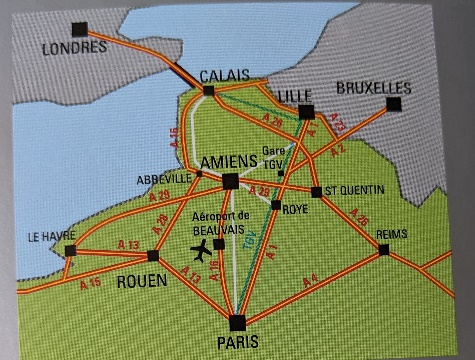 LONDRES
CALAIS
LILLE
BRUXELLES
A 16
A 26
A 1
A 23
A 2
Gare
TGV
AMIENS
ABBEVILLE
A 29
A 29
ST QUENTIN
ROYE
A 28
Aéroport de
BEAUVAIS
TGV
A 26
LE HAVRE
A 13
REIMS
ROUEN
A 13
A 16
A 1
A 4
A 15
PARIS